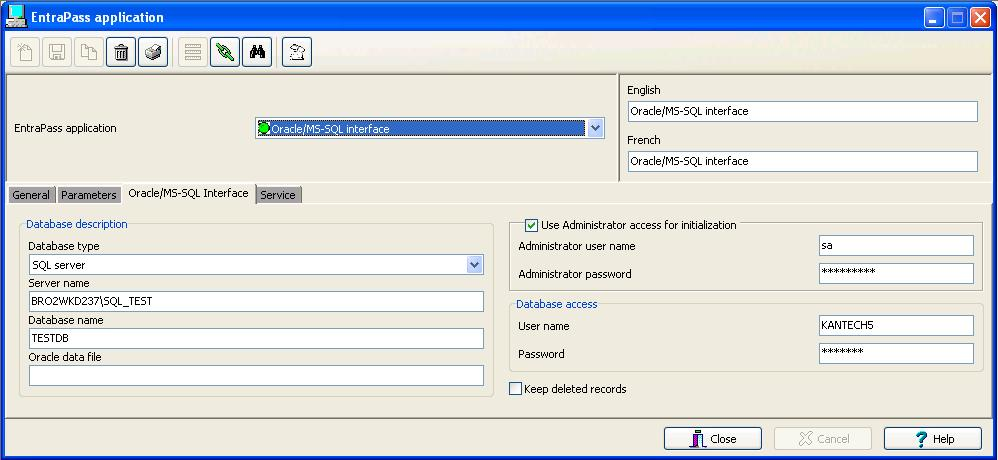 EntraPass application
EntraPass application
Oracle/MS-SQL interface
English
Oracle/MS-SQL interface
French
Oracle/MS-SQL interface
General
Parameters
Oracle/MS-SQL Interface
Service
Database description
Database type
SQL server
Server name
BRO2WKD237\SQL_TEST
Database name
TESTDB
Oracle data file
Use Administrator access for initialization
Administrator user name
sa
Administrator password
*********
Database access
User name
KANTECH5
Password
*******
Keep deleted records
Close
Cancel
Help